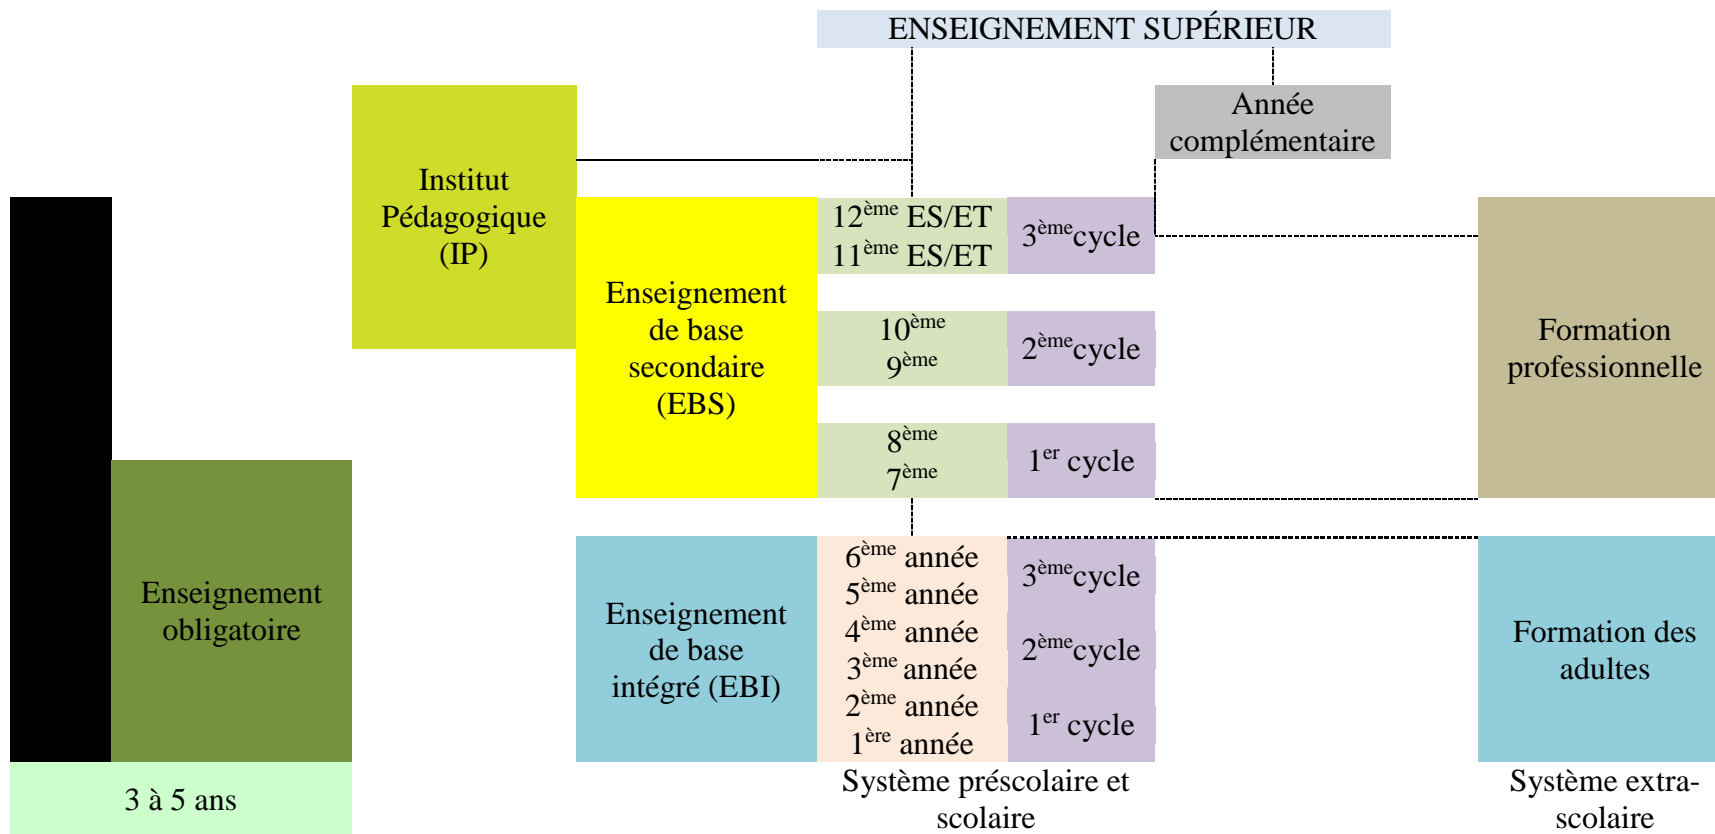 ENSEIGNEMENT SUPÉRIEUR
Année
complémentaire
Institut
Pédagogique
(IP)
12ème ES/ET
11ème ES/ET
3èmecycle
Enseignement
de base
secondaire
(EBS)
10ème
9ème
2èmecycle
Formation
professionnelle
8ème
7ème
1er cycle
Enseignement
obligatoire
Enseignement
de base
intégré (EBI)
6ème année
5ème année
4ème année
3ème année
2ème année
1ère année
3èmecycle
2èmecycle
1er cycle
Formation des
adultes
3 à 5 ans
Système préscolaire et
scolaire
Système extra-
scolaire